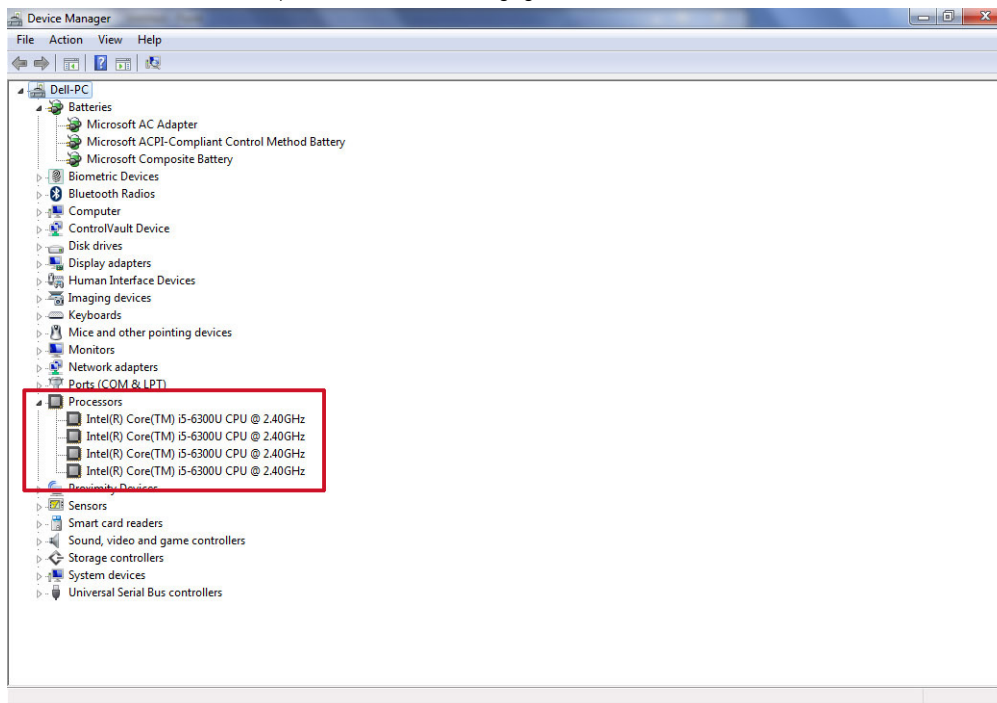 Device Manager
File Action View Help
Dell-PC
Batteries
Microsoft AC Adapter
Microsoft ACPI-Compliant Control Method Battery
Microsoft Composite Battery
Biometric Devices
Bluetooth Radios
Computer
ControlVault Device
Disk drives
Display adapters
Human Interface Devices
Imaging devices
Keyboards
Mice and other pointing devices
Monitors
Network adapters
Ports (COM & LPT)
Processors
Intel(R) Core(TM) i5-6300U CPU @ 2.40GHz
Intel(R) Core(TM) i5-6300U CPU @ 2.40GHz
Intel(R) Core(TM) i5-6300U CPU @ 2.40GHz
Intel(R) Core(TM) i5-6300U CPU @ 2.40GHz
Proximity Devices
Sensors
Smart card readers
Sound, video and game controllers
Storage controllers
System devices
Universal Serial Bus controllers